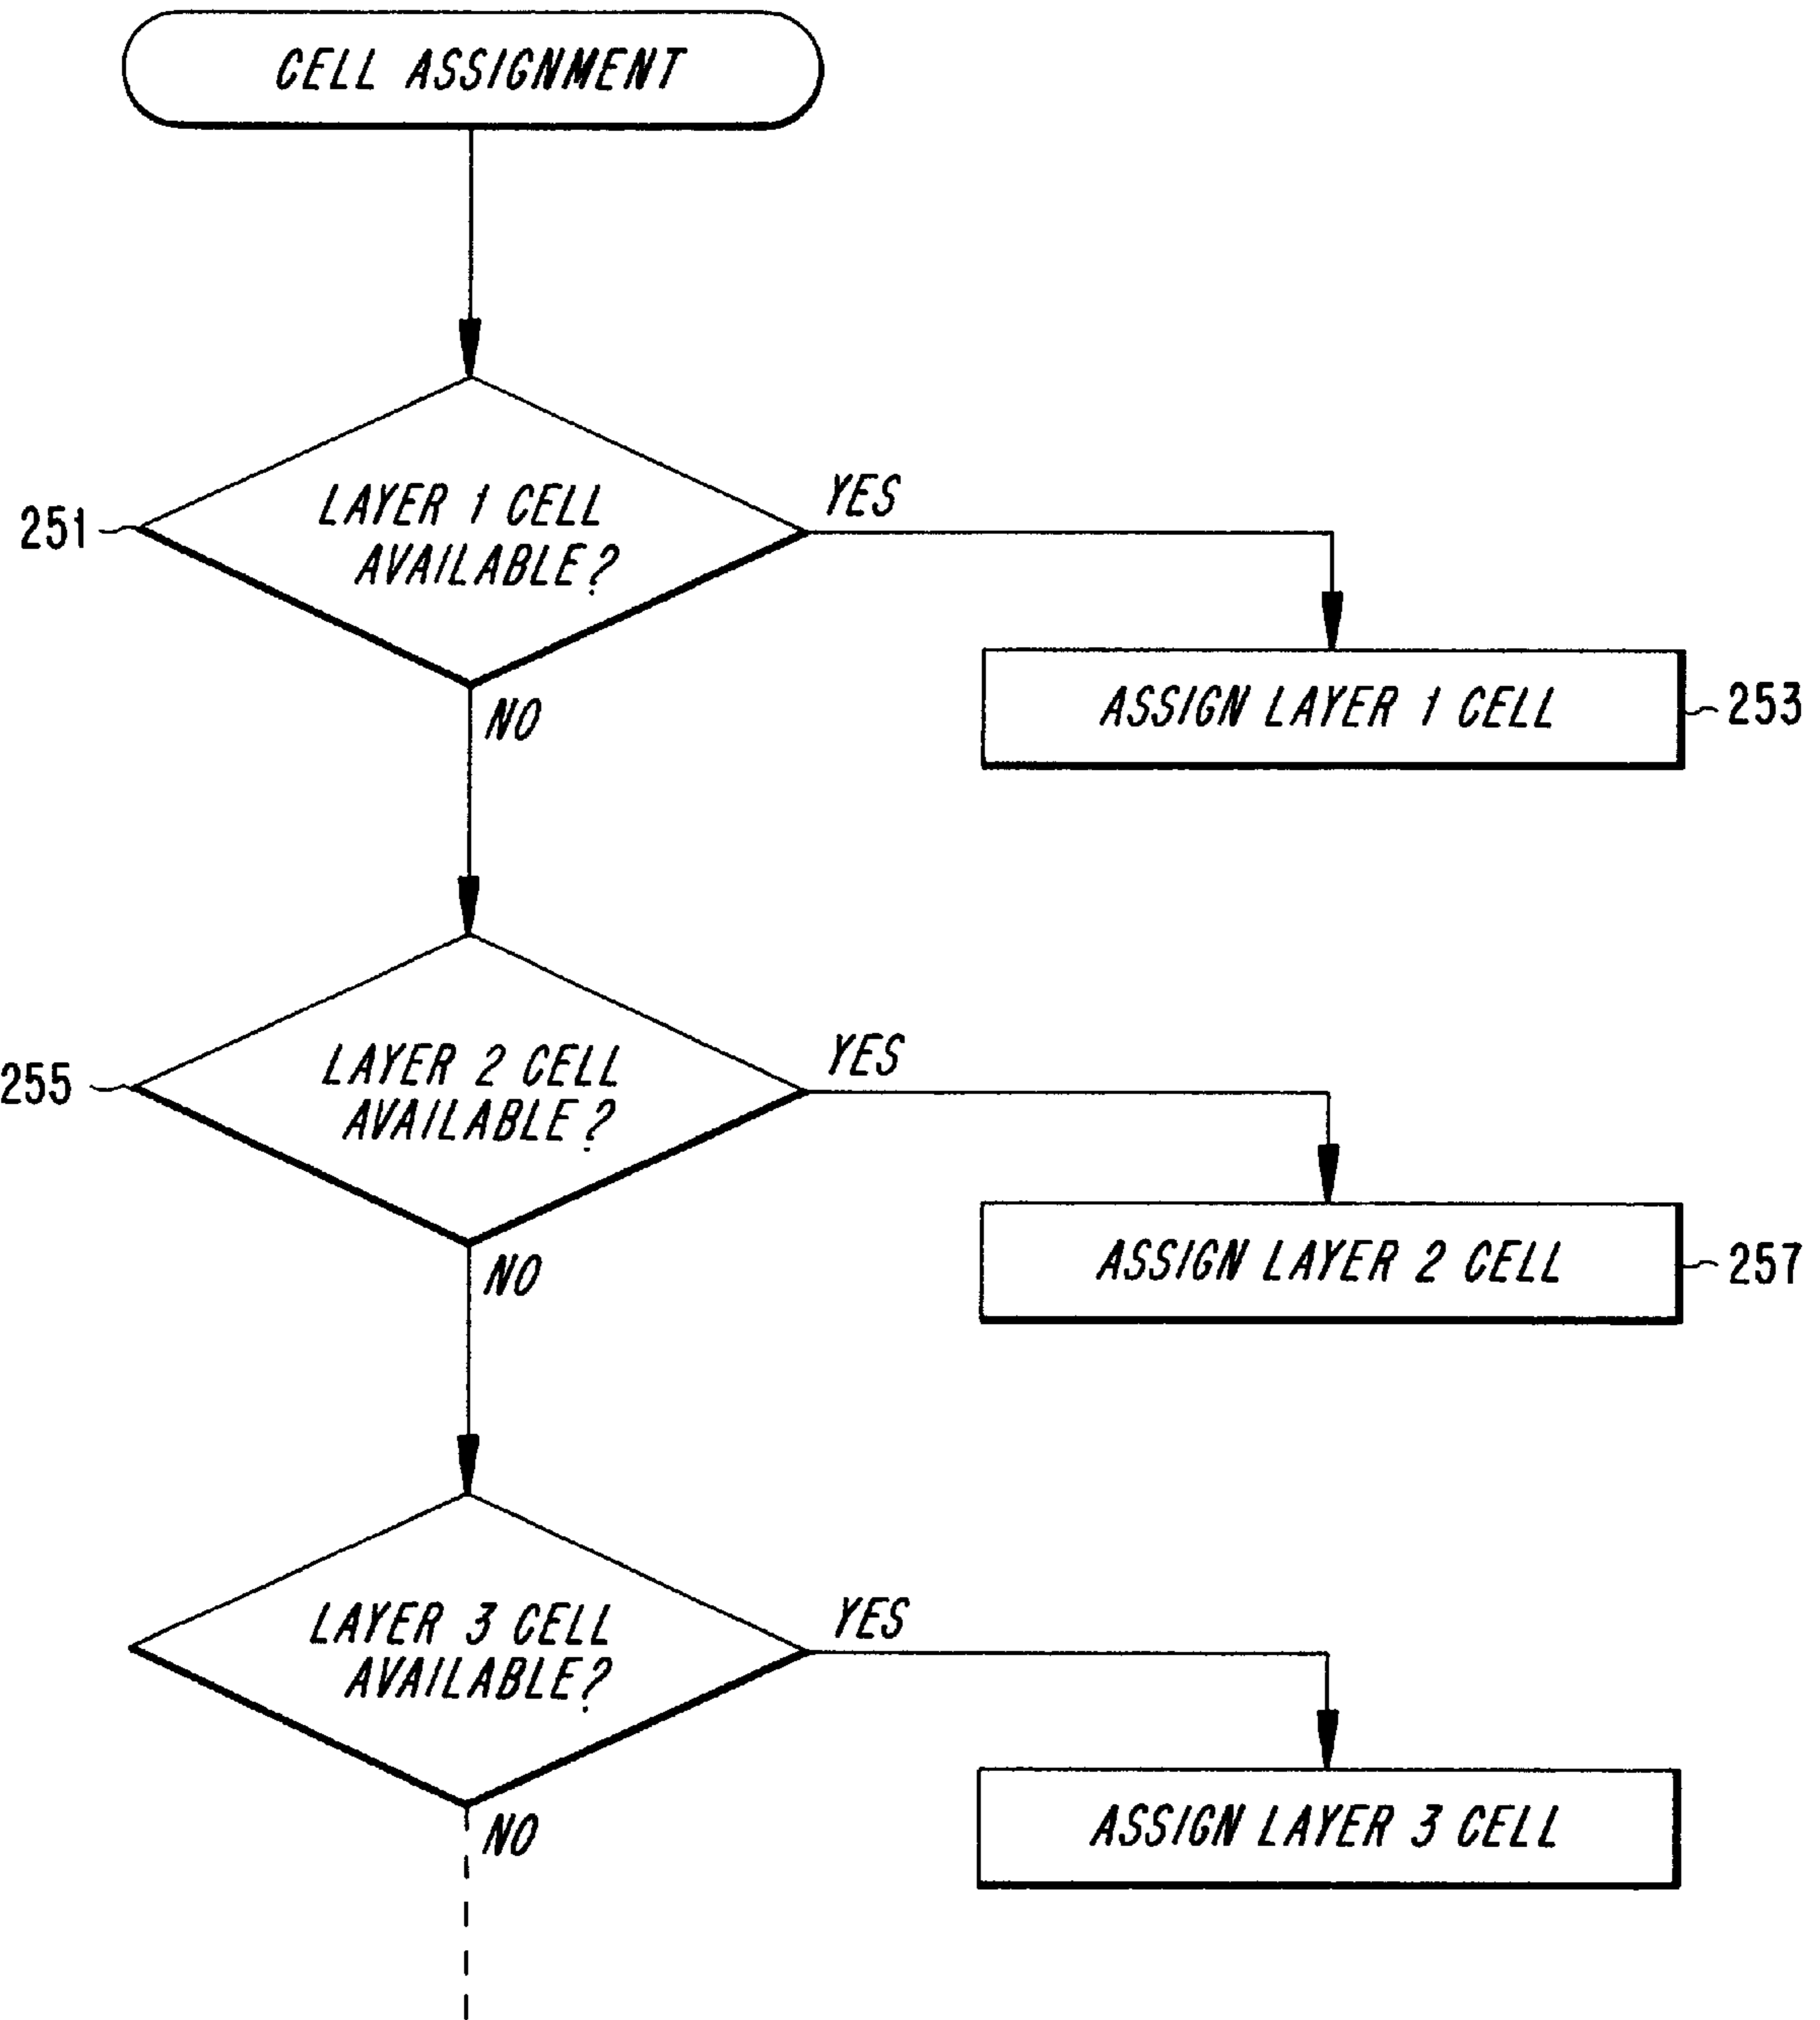 CELL ASSIGNMENT
251
LAYER 1 CELL
AVAILABLE?
YES
NO
ASSIGN LAYER 1 CELL
253
255
LAYER 2 CELL
AVAILABLE?
YES
NO
ASSIGN LAYER 2 CELL
257
LAYER 3 CELL
AVAILABLE?
YES
NO
ASSIGN LAYER 3 CELL